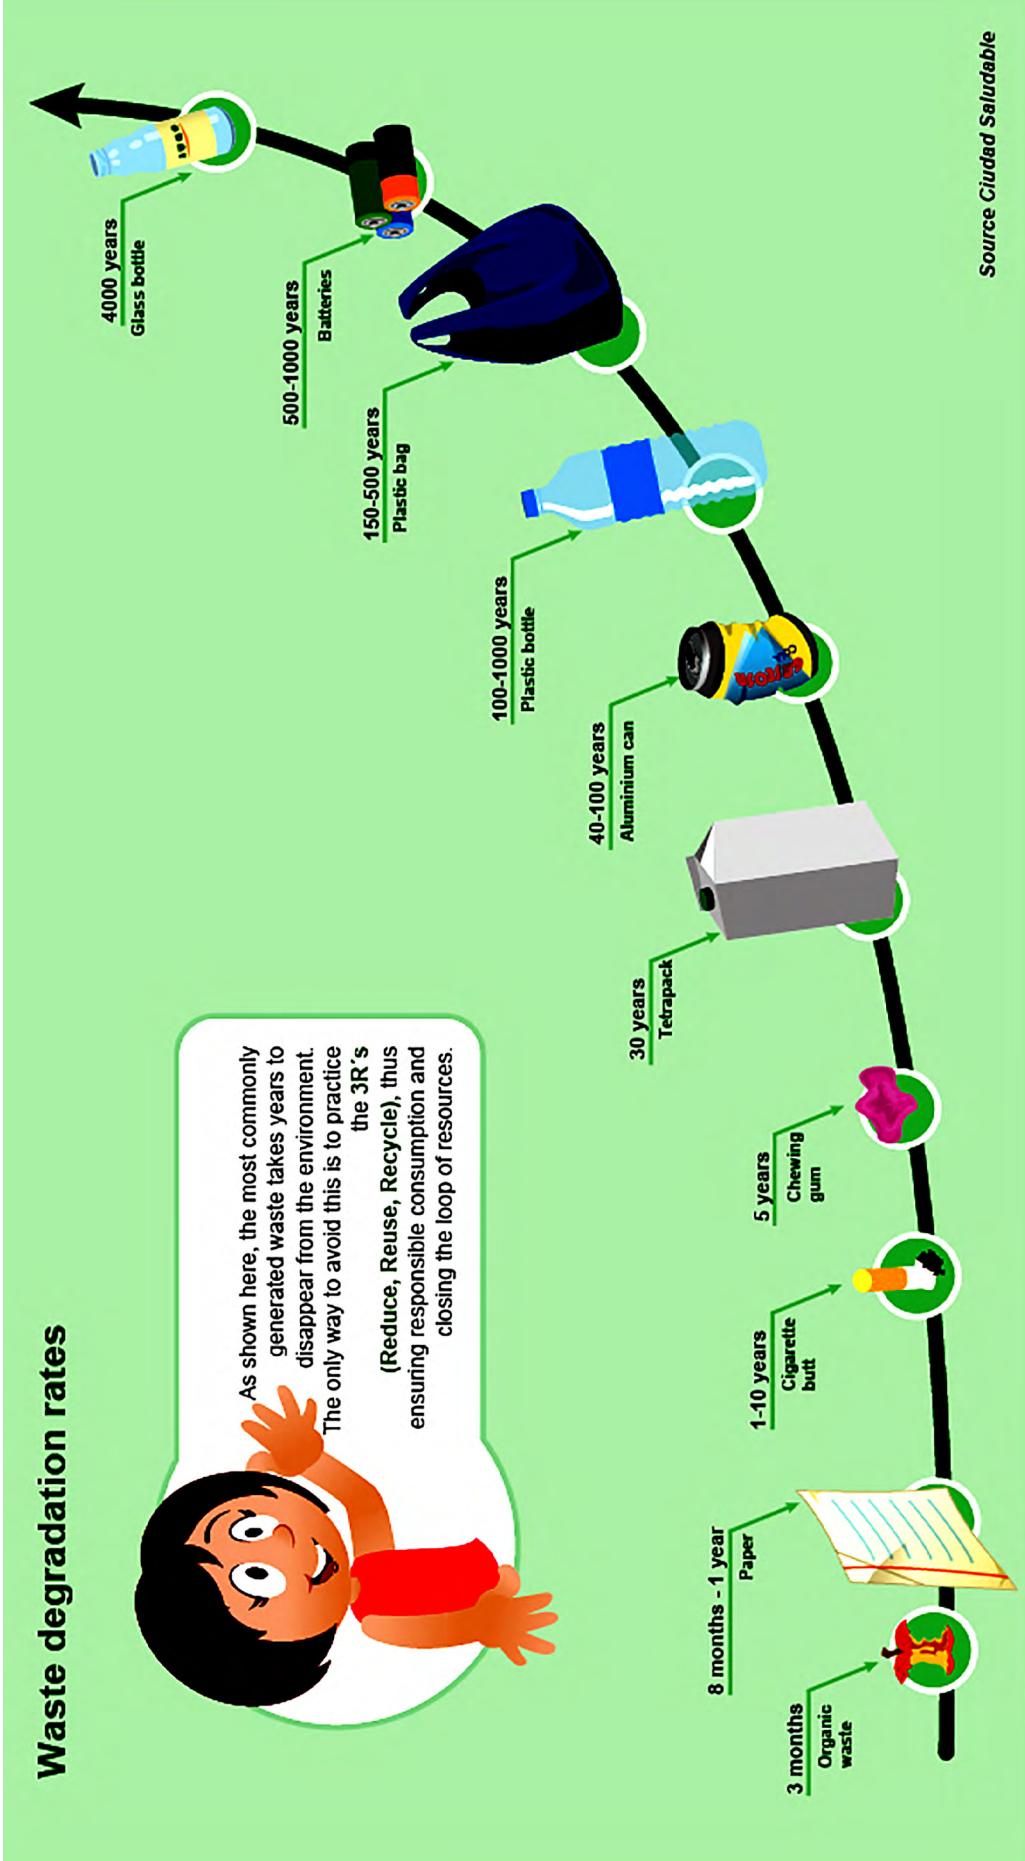 Waste degradation rates
As shown here, the most commonly
generated waste takes years to
disappear from the environment.
The only way to avoid this is to practice
the 3R´s
(Reduce, Reuse, Recycle), thus
ensuring responsible consumption and
closing the loop of resources.
3 months
Organic
waste
8 months - 1 year
Paper
1-10 years
Cigarette
butt
5 years
Chewing
gum
30 years
Tetrapack
40-100 years
Aluminium can
100-1000 years
Plastic bottle
150-500 years
Plastic bag
500-1000 years
Batteries
4000 years
Glass bottle
Source Ciudad Saludable